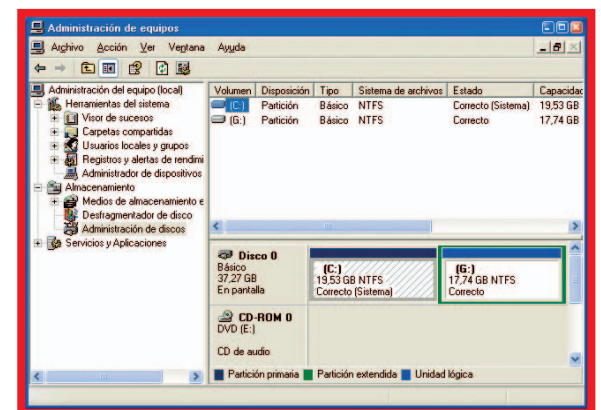 Administración de equipos
Archivo Acción Ver Ventana Ayuda
Administración del equipo (local)
Herramientas del sistema
Visor de sucesos
Carpetas compartidas
Usuarios locales y grupos
Registros y alertas de rendimi
Administrador de dispositivos
Almacenamiento
Medios de almacenamiento e
Desfragmentador de disco
Administración de discos
Servicios y Aplicaciones
Volumen Disposición Tipo Sistema de archivos Estado Capacidac
(C:) Partición Básico NTFS Correcto (Sistema) 19,53 GB
(G:) Partición Básico NTFS Correcto 17,74 GB
Disco 0
Básico
37,27 GB
En pantalla
(C:)
19,53 GB NTFS
Correcto (Sistema)
(G:)
17,74 GB NTFS
Correcto
CD-ROM 0
DVD (E:)
CD de audio
Partición primaria Partición extendida Unidad lógica